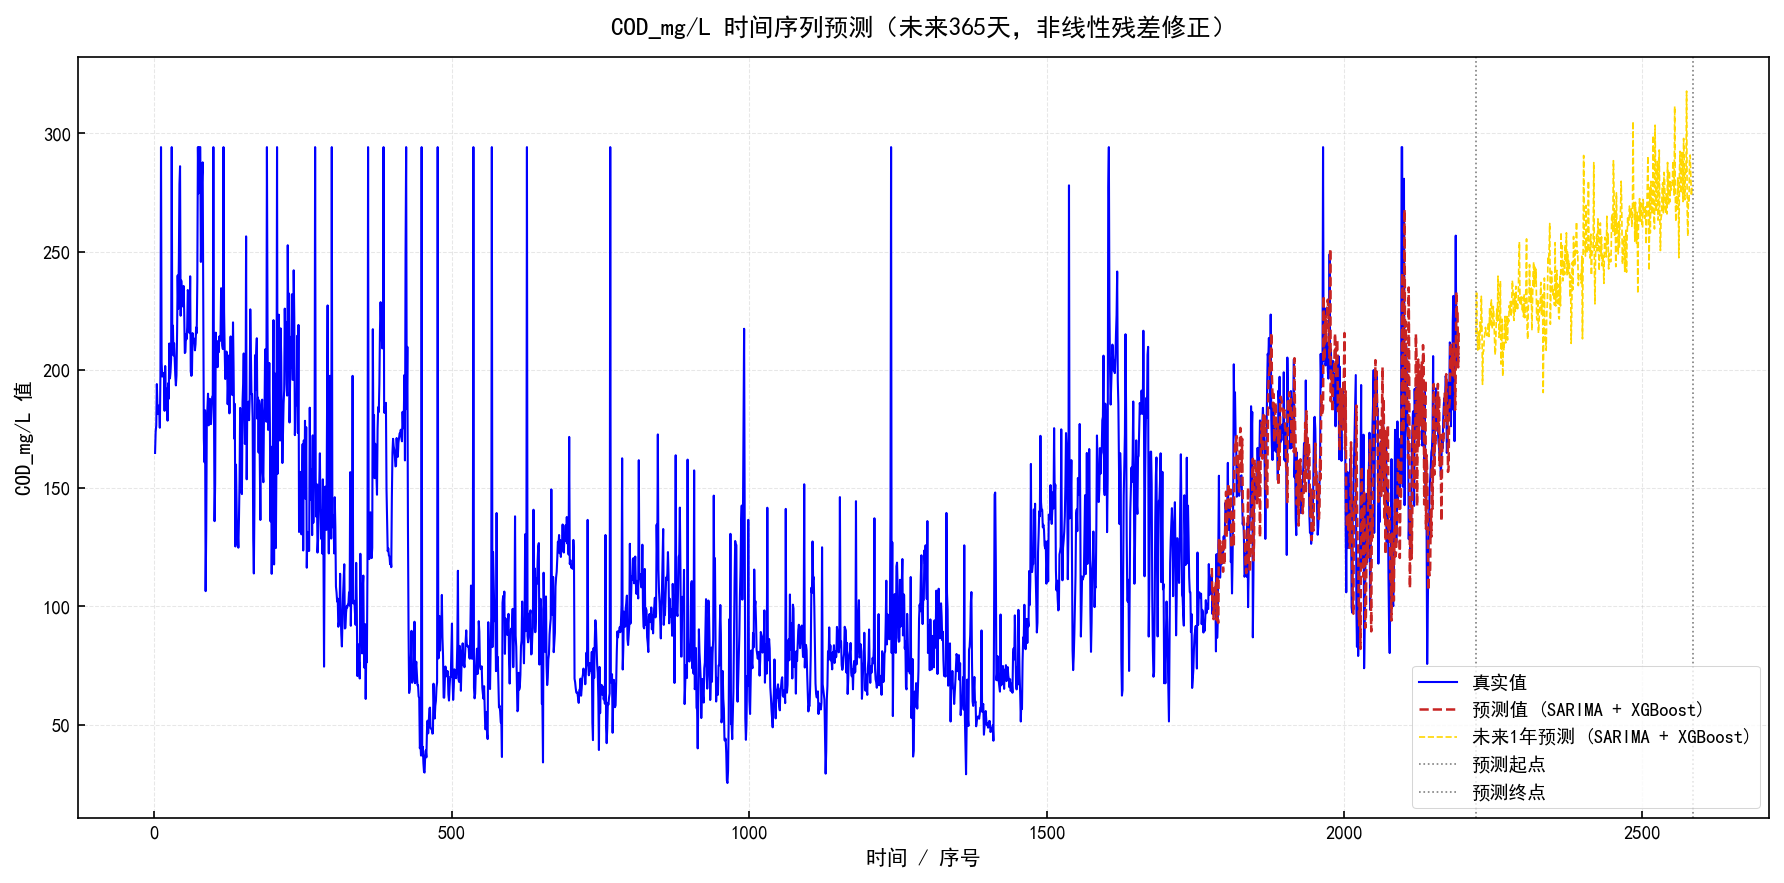 COD_mg/L 时间序列预测（未来365天，非线性残差修正）
COD_mg/L 值
300
250
200
150
100
50
0
500
1000
1500
2000
2500
时间 / 序号
真实值
预测值 (SARIMA + XGBoost)
未来1年预测 (SARIMA + XGBoost)
预测起点
预测终点